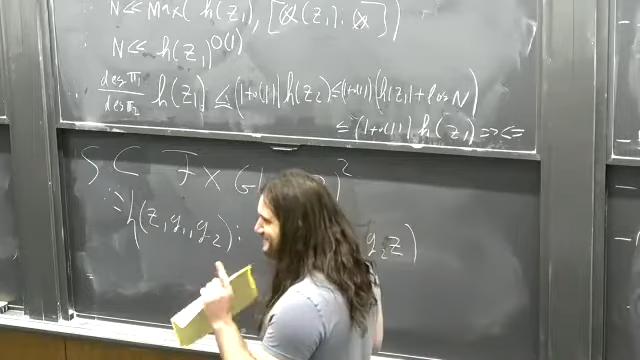 N << Max( h(z₁), [ℚ(z₁):ℚ])
N << h(z₁)^O(1)
deg π₁ / deg π₂ h(z₁) ≤ (1+o(1)) h(z₂) ≤ (1+o(1)) (h(z₁)+log N)
≤ (1+o(1)) h(z₁) =><=
S ⊂ F × G )²
:= h(z, g₁, g₂): g₂z)